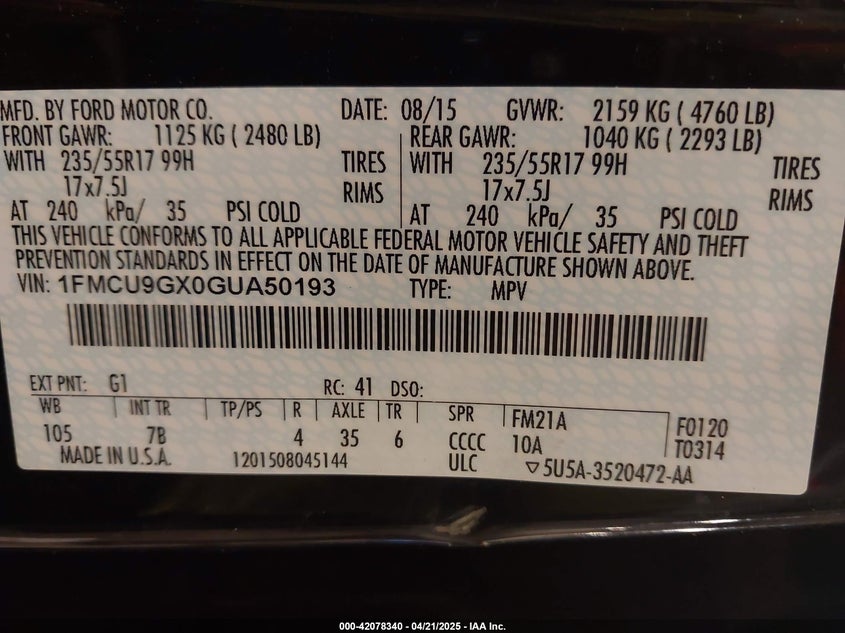 MFD. BY FORD MOTOR CO. DATE: 08/15 GVWR: 2159 KG ( 4760 LB)
FRONT GAWR: 1125 KG ( 2480 LB) REAR GAWR: 1040 KG ( 2293 LB)
WITH 235/55R17 99H TIRES WITH 235/55R17 99H TIRES
17x7.5J RIMS 17x7.5J RIMS
AT 240 kPa/ 35 PSI COLD AT 240 kPa/ 35 PSI COLD
THIS VEHICLE CONFORMS TO ALL APPLICABLE FEDERAL MOTOR VEHICLE SAFETY AND THEFT
PREVENTION STANDARDS IN EFFECT ON THE DATE OF MANUFACTURE SHOWN ABOVE.
VIN: 1FMCU9GX0GUA50193 TYPE: MPV
EXT PNT: G1 RC: 41 DSO:
WB INT TR TP/PS R AXLE TR SPR FM21A F0120
105 7B 4 35 6 CCCC 10A T0314
MADE IN U.S.A. 1201508045144 ULC ▽5U5A-3520472-AA
000-42078340 - 04/21/2025 - IAA Inc.